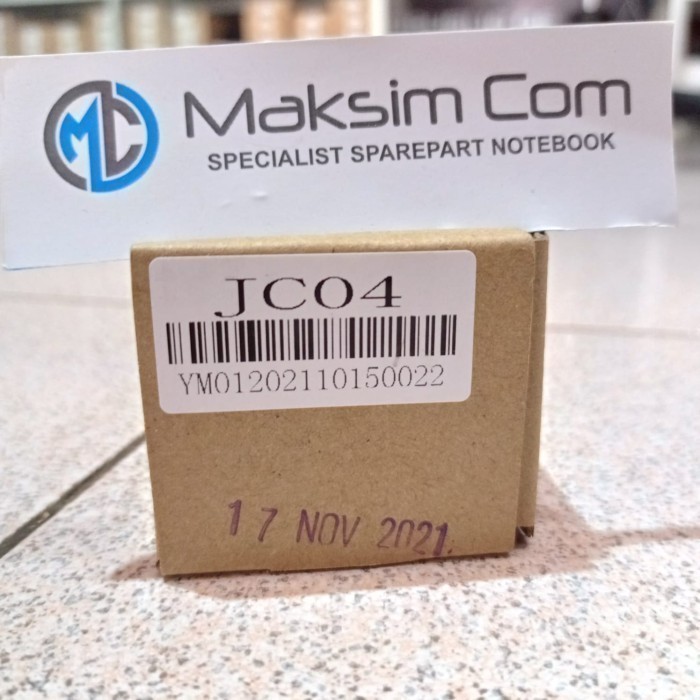 MC
Maksim Com
SPECIALIST SPAREPART NOTEBOOK
JC04
YM01202110150022
17 NOV 2021.